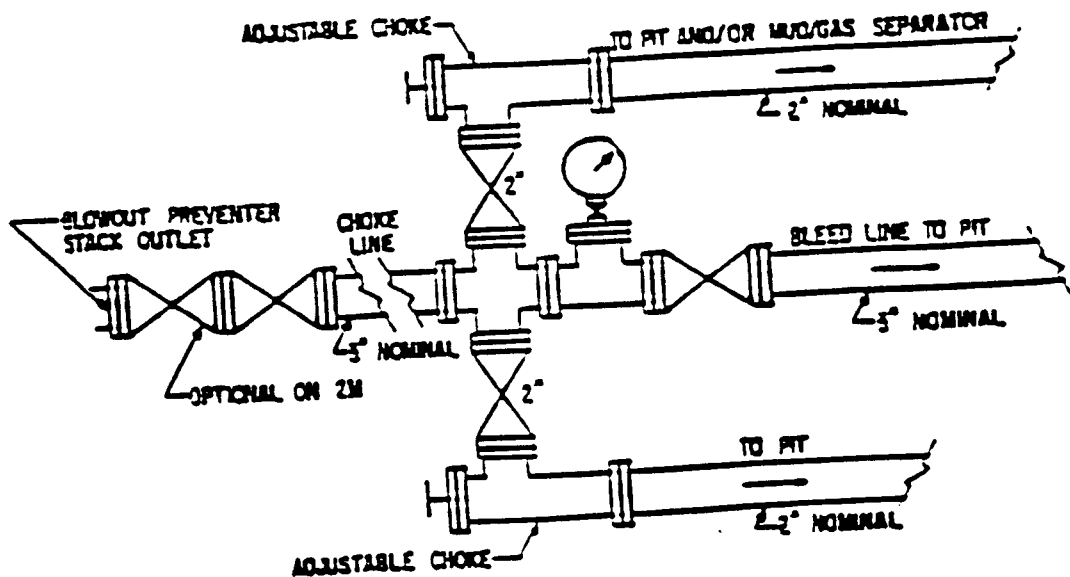 ADJUSTABLE CHOKE
TO PIT AND/OR MUD/GAS SEPARATOR
2" NOMINAL
2"
BLOWOUT PREVENTER
STACK OUTLET
CHOKE
LINE
BLEED LINE TO PIT
3" NOMINAL
3" NOMINAL
OPTIONAL ON 2M
2"
TO PIT
2" NOMINAL
ADJUSTABLE CHOKE